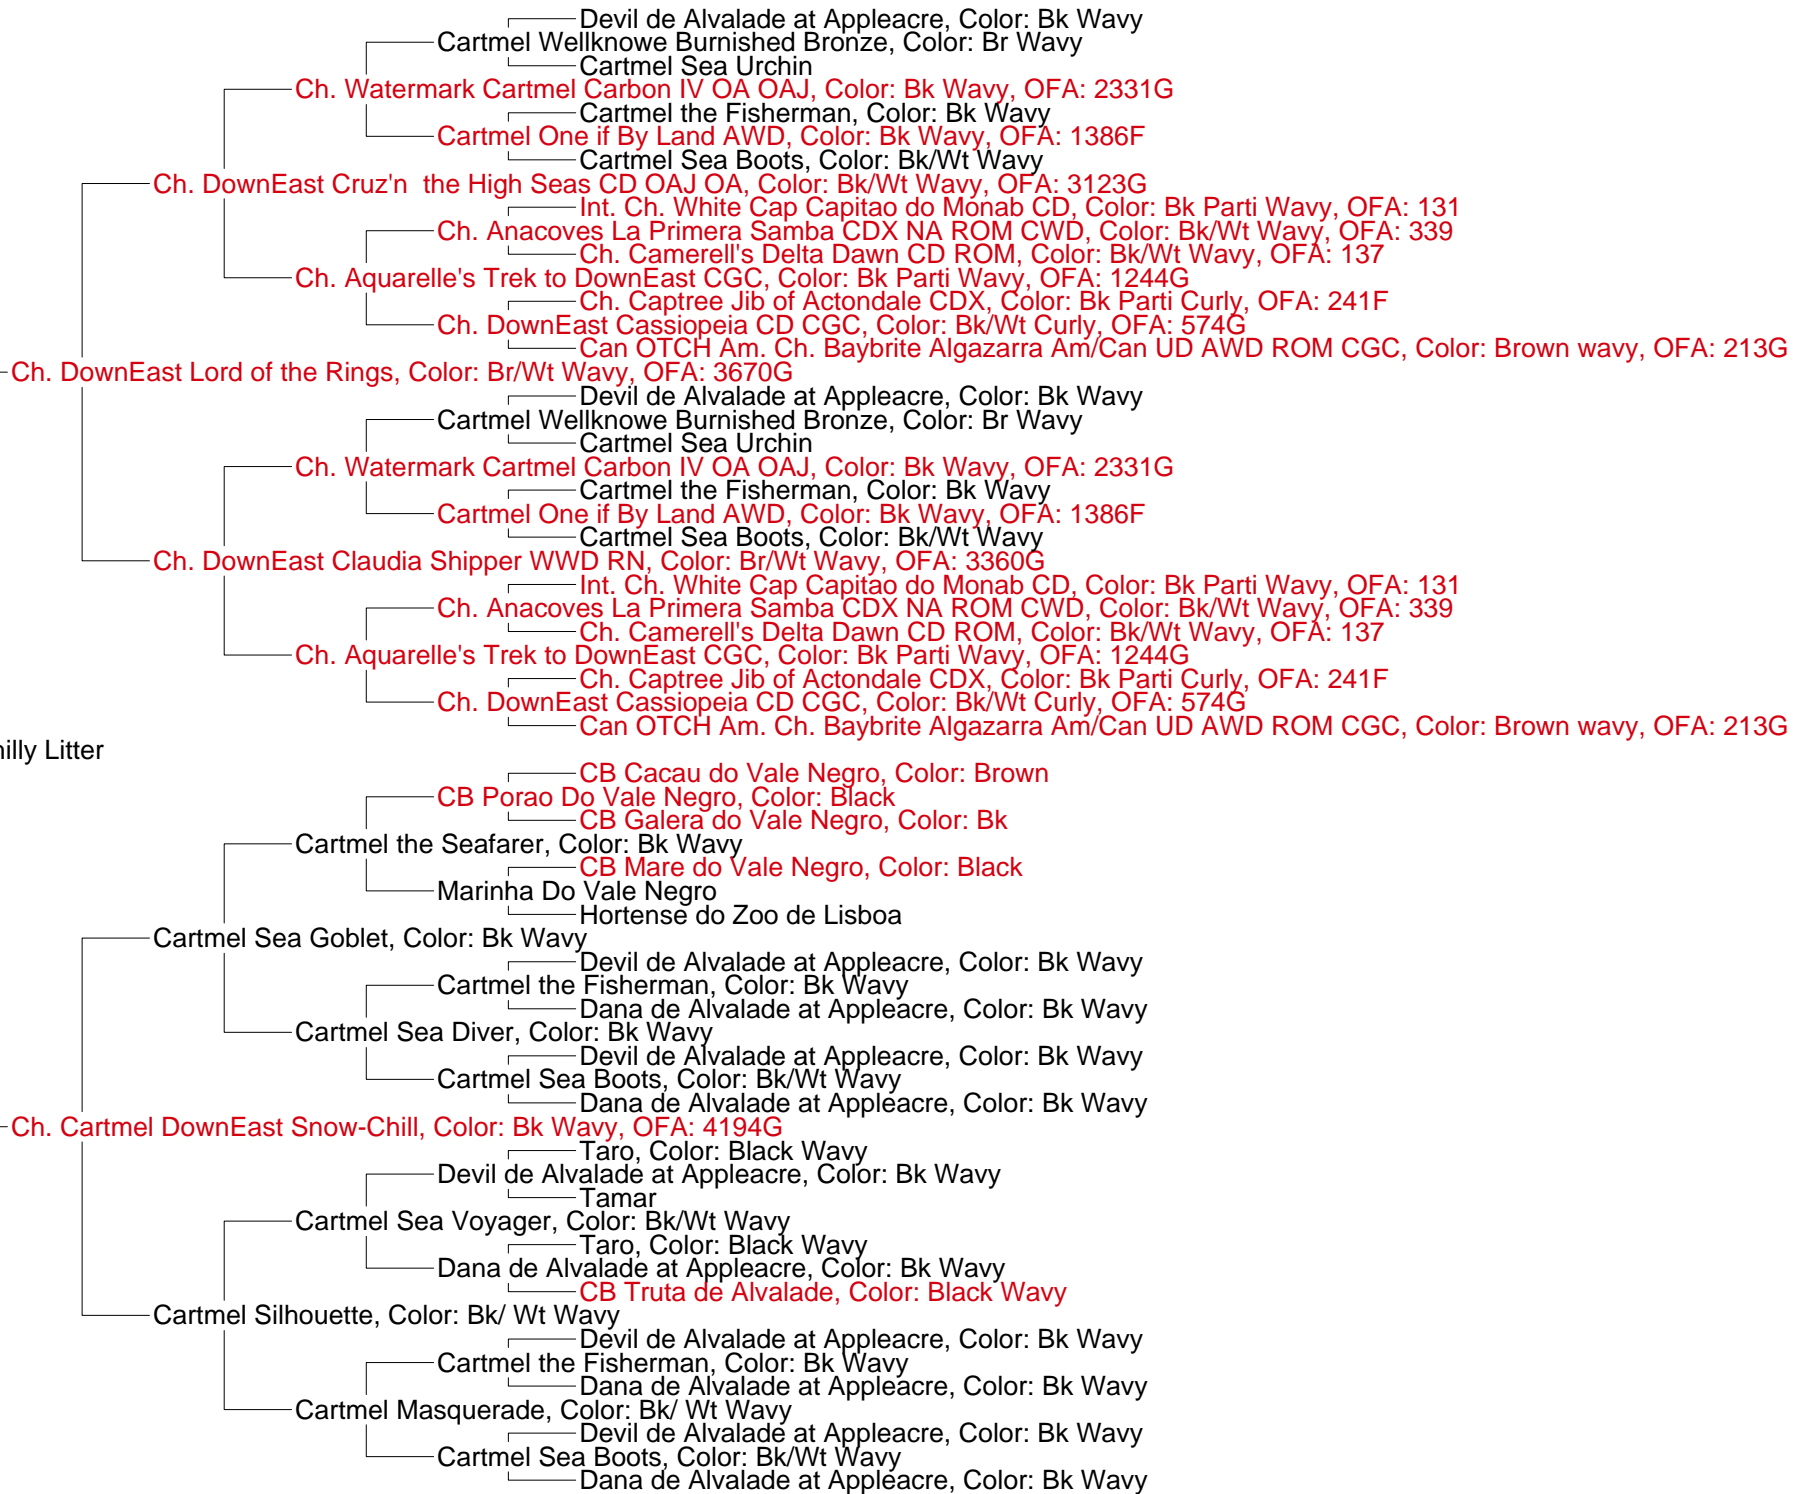 Devil de Alvalade at Appleacre, Color: Bk Wavy
Cartmel Wellknowe Burnished Bronze, Color: Br Wavy
Cartmel Sea Urchin
Ch. Watermark Cartmel Carbon IV OA OAJ, Color: Bk Wavy, OFA: 2331G
Cartmel the Fisherman, Color: Bk Wavy
Cartmel One if By Land AWD, Color: Bk Wavy, OFA: 1386F
Cartmel Sea Boots, Color: Bk/Wt Wavy
Ch. DownEast Cruz'n  the High Seas CD OAJ OA, Color: Bk/Wt Wavy, OFA: 3123G
Int. Ch. White Cap Capitao do Monab CD, Color: Bk Parti Wavy, OFA: 131
Ch. Anacoves La Primera Samba CDX NA ROM CWD, Color: Bk/Wt Wavy, OFA: 339
Ch. Camerell's Delta Dawn CD ROM, Color: Bk/Wt Wavy, OFA: 137
Ch. Aquarelle's Trek to DownEast CGC, Color: Bk Parti Wavy, OFA: 1244G
Ch. Captree Jib of Actondale CDX, Color: Bk Parti Curly, OFA: 241F
Ch. DownEast Cassiopeia CD CGC, Color: Bk/Wt Curly, OFA: 574G
Can OTCH Am. Ch. Baybrite Algazarra Am/Can UD AWD ROM CGC, Color: Brown wavy, OFA: 213G
Ch. DownEast Lord of the Rings, Color: Br/Wt Wavy, OFA: 3670G
Devil de Alvalade at Appleacre, Color: Bk Wavy
Cartmel Wellknowe Burnished Bronze, Color: Br Wavy
Cartmel Sea Urchin
Ch. Watermark Cartmel Carbon IV OA OAJ, Color: Bk Wavy, OFA: 2331G
Cartmel the Fisherman, Color: Bk Wavy
Cartmel One if By Land AWD, Color: Bk Wavy, OFA: 1386F
Cartmel Sea Boots, Color: Bk/Wt Wavy
Ch. DownEast Claudia Shipper WWD RN, Color: Br/Wt Wavy, OFA: 3360G
Int. Ch. White Cap Capitao do Monab CD, Color: Bk Parti Wavy, OFA: 131
Ch. Anacoves La Primera Samba CDX NA ROM CWD, Color: Bk/Wt Wavy, OFA: 339
Ch. Camerell's Delta Dawn CD ROM, Color: Bk/Wt Wavy, OFA: 137
Ch. Aquarelle's Trek to DownEast CGC, Color: Bk Parti Wavy, OFA: 1244G
Ch. Captree Jib of Actondale CDX, Color: Bk Parti Curly, OFA: 241F
Ch. DownEast Cassiopeia CD CGC, Color: Bk/Wt Curly, OFA: 574G
Can OTCH Am. Ch. Baybrite Algazarra Am/Can UD AWD ROM CGC, Color: Brown wavy, OFA: 213G
Litter
CB Cacau do Vale Negro, Color: Brown
CB Porao Do Vale Negro, Color: Black
CB Galera do Vale Negro, Color: Bk
Cartmel the Seafarer, Color: Bk Wavy
CB Mare do Vale Negro, Color: Black
Marinha Do Vale Negro
Hortense do Zoo de Lisboa
Cartmel Sea Goblet, Color: Bk Wavy
Devil de Alvalade at Appleacre, Color: Bk Wavy
Cartmel the Fisherman, Color: Bk Wavy
Dana de Alvalade at Appleacre, Color: Bk Wavy
Cartmel Sea Diver, Color: Bk Wavy
Devil de Alvalade at Appleacre, Color: Bk Wavy
Cartmel Sea Boots, Color: Bk/Wt Wavy
Dana de Alvalade at Appleacre, Color: Bk Wavy
Ch. Cartmel DownEast Snow-Chill, Color: Bk Wavy, OFA: 4194G
Taro, Color: Black Wavy
Devil de Alvalade at Appleacre, Color: Bk Wavy
Tamar
Cartmel Sea Voyager, Color: Bk/Wt Wavy
Taro, Color: Black Wavy
Dana de Alvalade at Appleacre, Color: Bk Wavy
CB Truta de Alvalade, Color: Black Wavy
Cartmel Silhouette, Color: Bk/ Wt Wavy
Devil de Alvalade at Appleacre, Color: Bk Wavy
Cartmel the Fisherman, Color: Bk Wavy
Dana de Alvalade at Appleacre, Color: Bk Wavy
Cartmel Masquerade, Color: Bk/ Wt Wavy
Devil de Alvalade at Appleacre, Color: Bk Wavy
Cartmel Sea Boots, Color: Bk/Wt Wavy
Dana de Alvalade at Appleacre, Color: Bk Wavy